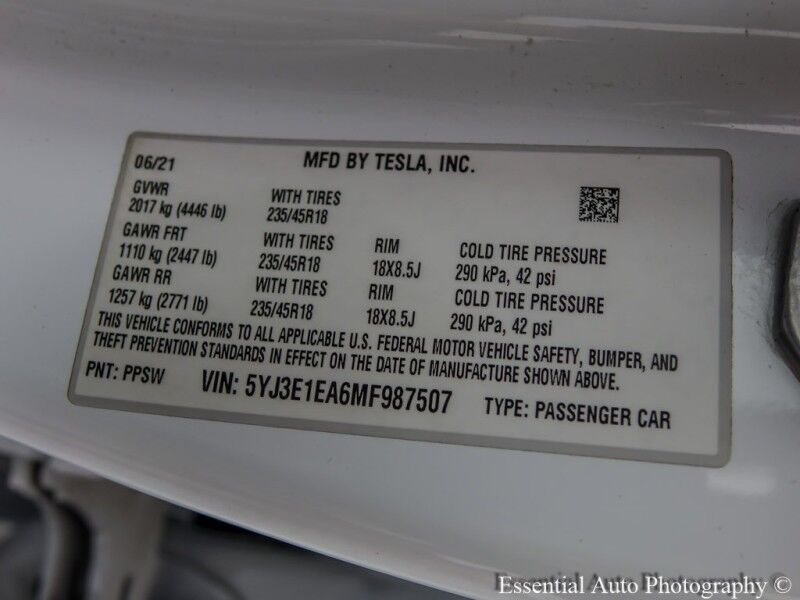 06/21 MFD BY TESLA, INC.
GVWR
2017 kg (4446 lb) WITH TIRES
235/45R18
GAWR FRT
1110 kg (2447 lb) WITH TIRES
235/45R18 RIM
18X8.5J COLD TIRE PRESSURE
290 kPa, 42 psi
GAWR RR
1257 kg (2771 lb) WITH TIRES
235/45R18 RIM
18X8.5J COLD TIRE PRESSURE
290 kPa, 42 psi
THIS VEHICLE CONFORMS TO ALL APPLICABLE U.S. FEDERAL MOTOR VEHICLE SAFETY, BUMPER, AND
THEFT PREVENTION STANDARDS IN EFFECT ON THE DATE OF MANUFACTURE SHOWN ABOVE.
PNT: PPSW VIN: 5YJ3E1EA6MF987507 TYPE: PASSENGER CAR
Essential Auto Photography